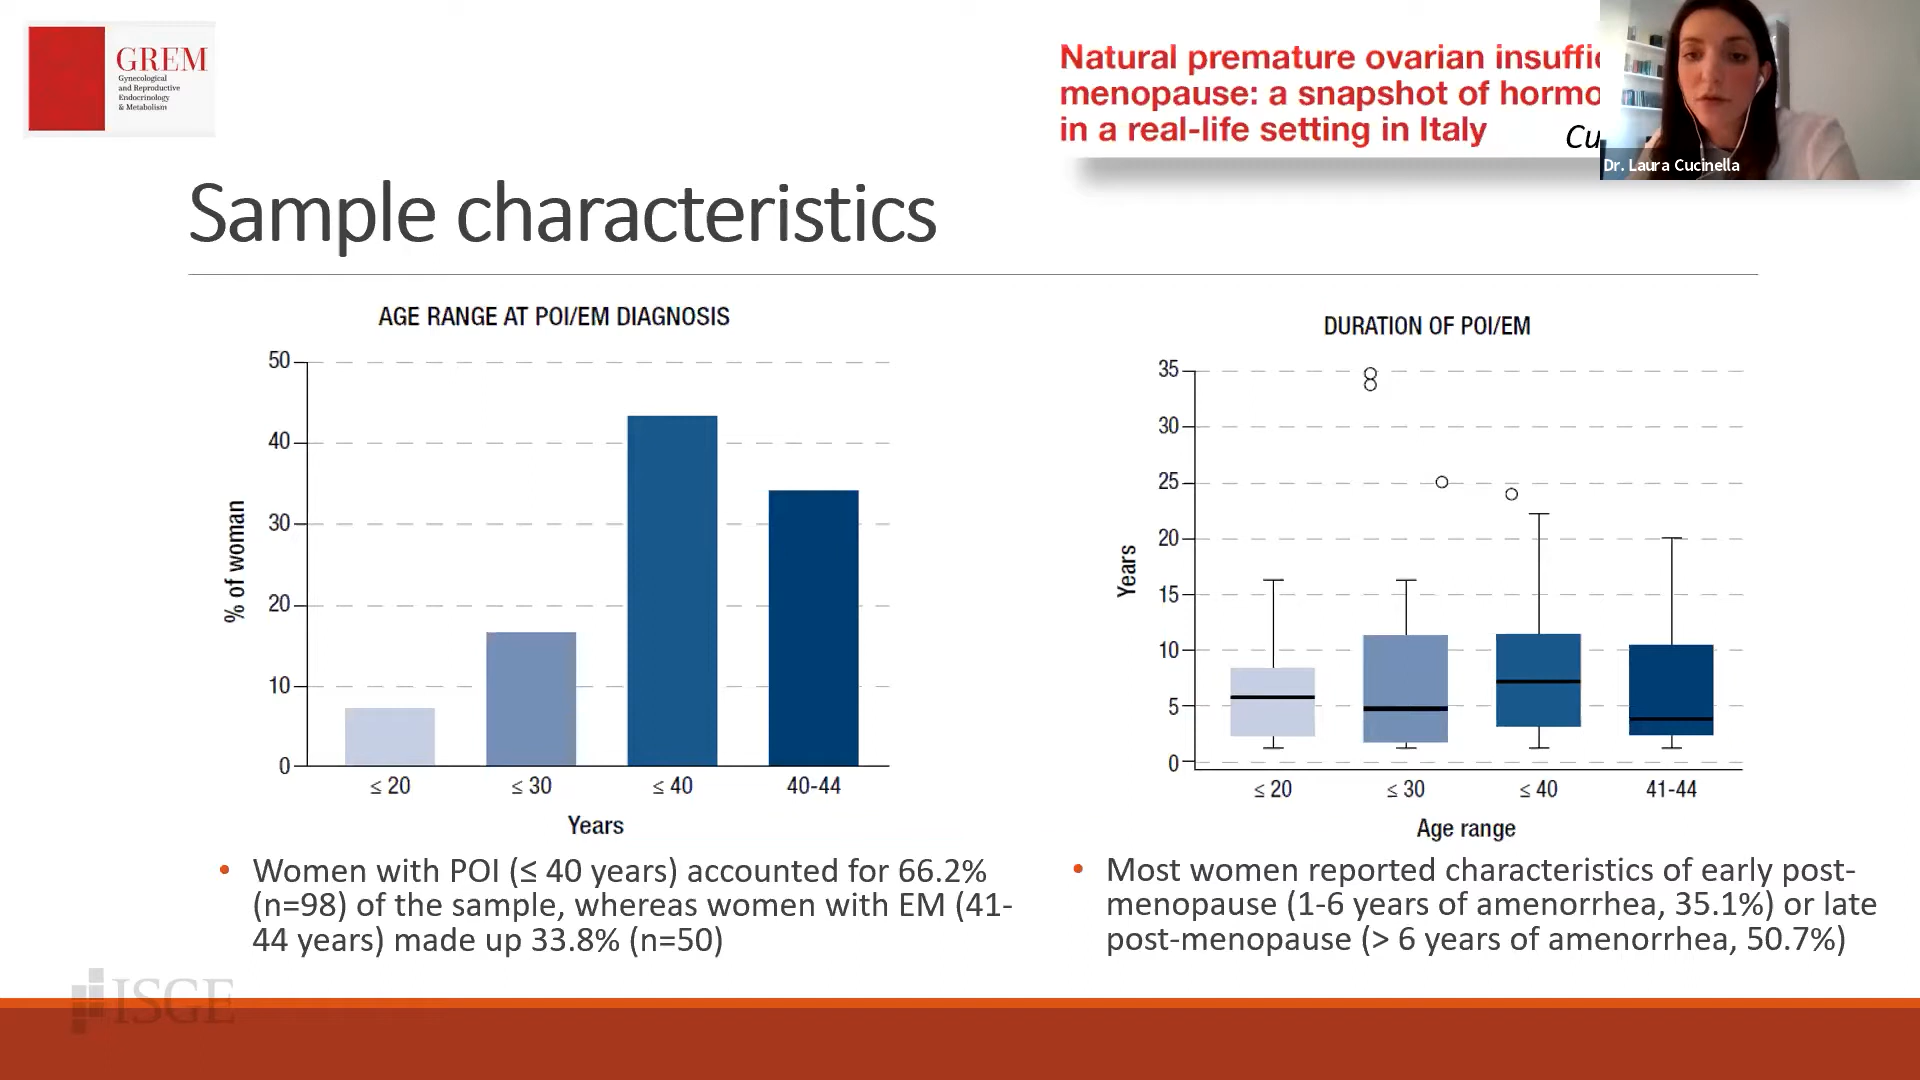 GREM
Gynecological
and Reproductive
Endocrinology
& Metabolism
Natural premature ovarian
menopause: a snapshot of
in a real-life setting in Italy
Dr. Laura Cucinella
Sample characteristics
AGE RANGE AT POI/EM DIAGNOSIS
50
40
30
20
10
0
% of woman
≤ 20 ≤ 30 ≤ 40 40-44
Years
DURATION OF POI/EM
35
30
25
20
15
10
5
0
Years
≤ 20 ≤ 30 ≤ 40 41-44
Age range
• Women with POI (≤ 40 years) accounted for 66.2%
(n=98) of the sample, whereas women with EM (41-
44 years) made up 33.8% (n=50)
• Most women reported characteristics of early post-
menopause (1-6 years of amenorrhea, 35.1%) or late
post-menopause (> 6 years of amenorrhea, 50.7%)
ISGE